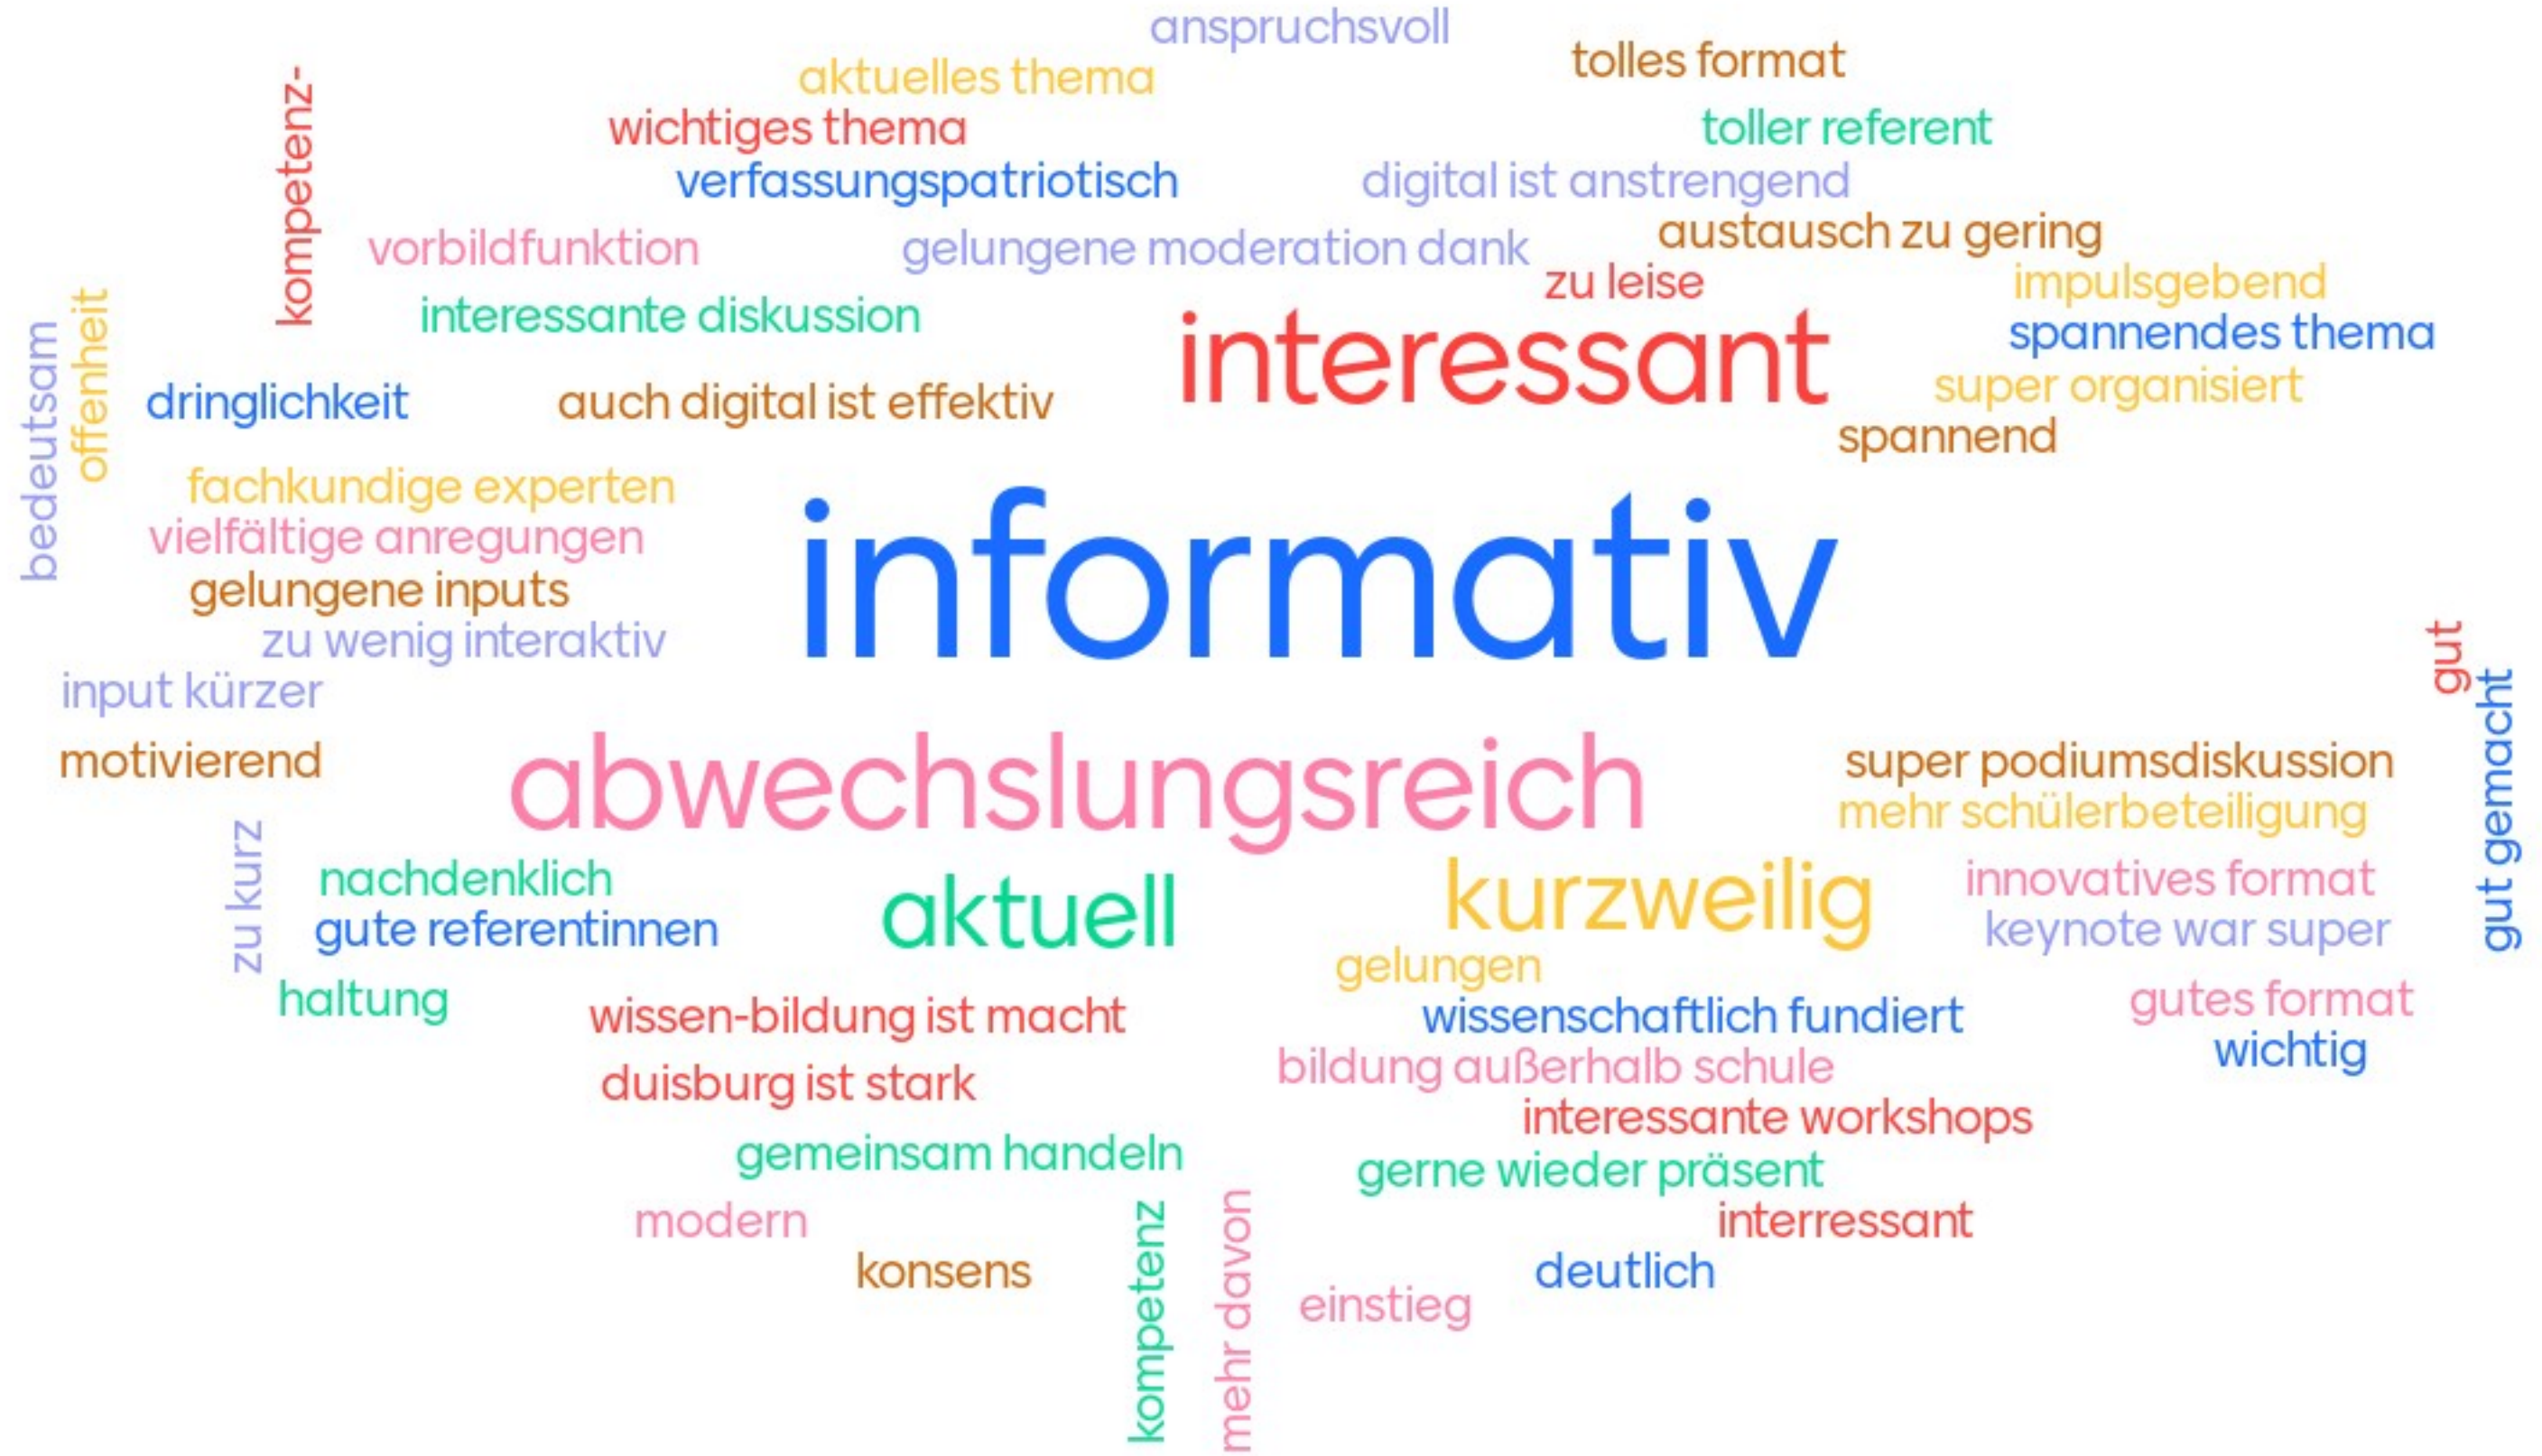 anspruchsvoll
tolles format
aktuelles thema
kompetenz-
wichtiges thema
toller referent
verfassungspatriotisch
digital ist anstrengend
austausch zu gering
vorbildfunktion
gelungene moderation dank
zu leise
impulsgebend
offenheit
interessante diskussion
bedeutsam
interessant
spannendes thema
super organisiert
dringlichkeit
auch digital ist effektiv
spannend
fachkundige experten
vielfältige anregungen
informativ
gelungene inputs
zu wenig interaktiv
gut
input kürzer
gut gemacht
motivierend
abwechslungsreich
super podiumsdiskussion
mehr schülerbeteiligung
zu kurz
nachdenklich
aktuell
kurzweilig
innovatives format
gute referentinnen
keynote war super
gelungen
haltung
gutes format
wissen-bildung ist macht
wissenschaftlich fundiert
wichtig
bildung außerhalb schule
duisburg ist stark
interessante workshops
gemeinsam handeln
gerne wieder präsent
modern
interressant
konsens
kompetenz
mehr davon
deutlich
einstieg